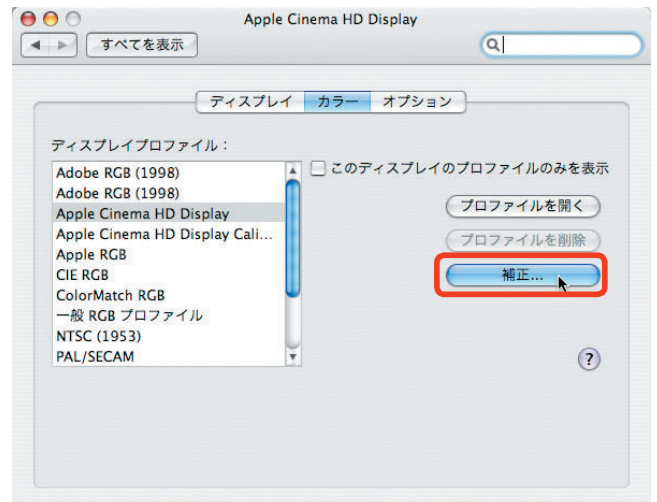 Apple Cinema HD Display
すべてを表示
ディスプレイ カラー オプション
ディスプレイプロファイル：
このディスプレイのプロファイルのみを表示
Adobe RGB (1998)
Adobe RGB (1998)
Apple Cinema HD Display
Apple Cinema HD Display Cali...
Apple RGB
CIE RGB
ColorMatch RGB
一般 RGB プロファイル
NTSC (1953)
PAL/SECAM
プロファイルを開く
プロファイルを削除
補正...
?